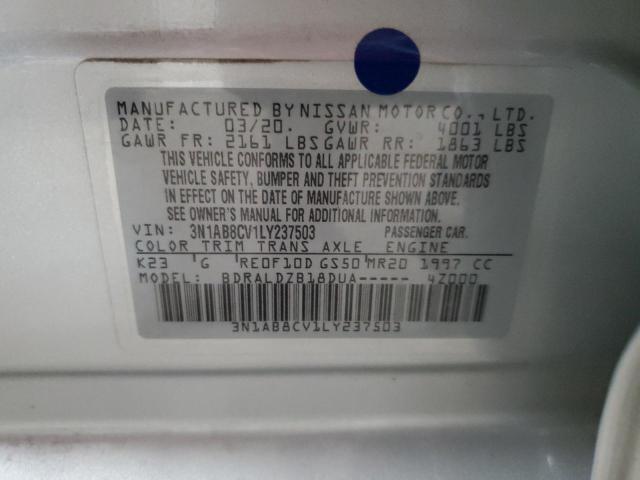 MANUFACTURED BY NISSAN MOTOR CO., LTD.
DATE: 03/20. GVWR: 4001 LBS
GAWR FR: 2161 LBS GAWR RR: 1863 LBS
THIS VEHICLE CONFORMS TO ALL APPLICABLE FEDERAL MOTOR
VEHICLE SAFETY, BUMPER AND THEFT PREVENTION STANDARDS
IN EFFECT ON THE DATE OF MANUFACTURE SHOWN ABOVE.
SEE OWNER'S MANUAL FOR ADDITIONAL INFORMATION.
VIN: 3N1AB8CV1LY237503 PASSENGER CAR.
COLOR TRIM TRANS AXLE ENGINE
K23 G RE0F10D GS50 MR20 1997 CC
MODEL: BDRALDZB18DUA----- 4Z000
3N1AB8CV1LY237503